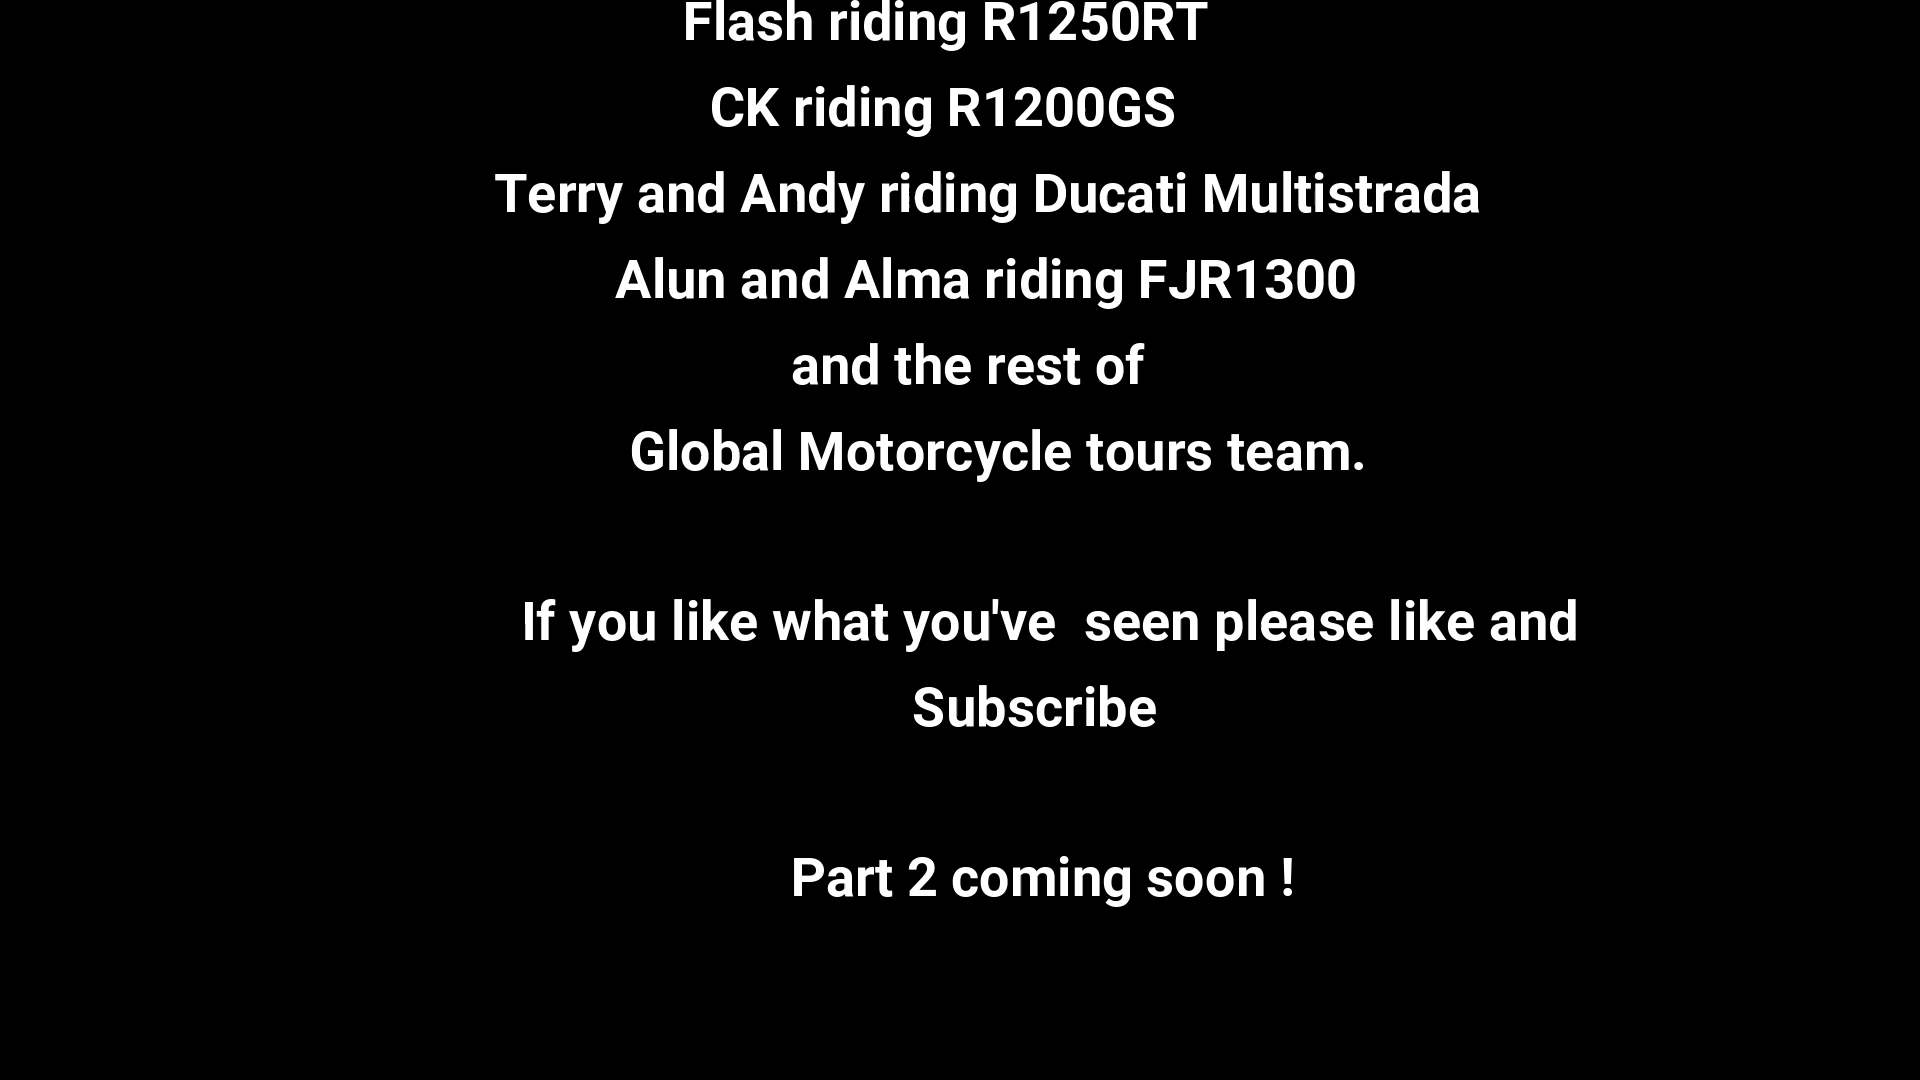 Flash riding R1250RT
CK riding R1200GS
Terry and Andy riding Ducati Multistrada
Alun and Alma riding FJR1300
and the rest of
Global Motorcycle tours team.
If you like what you've  seen please like and
Subscribe
Part 2 coming soon !